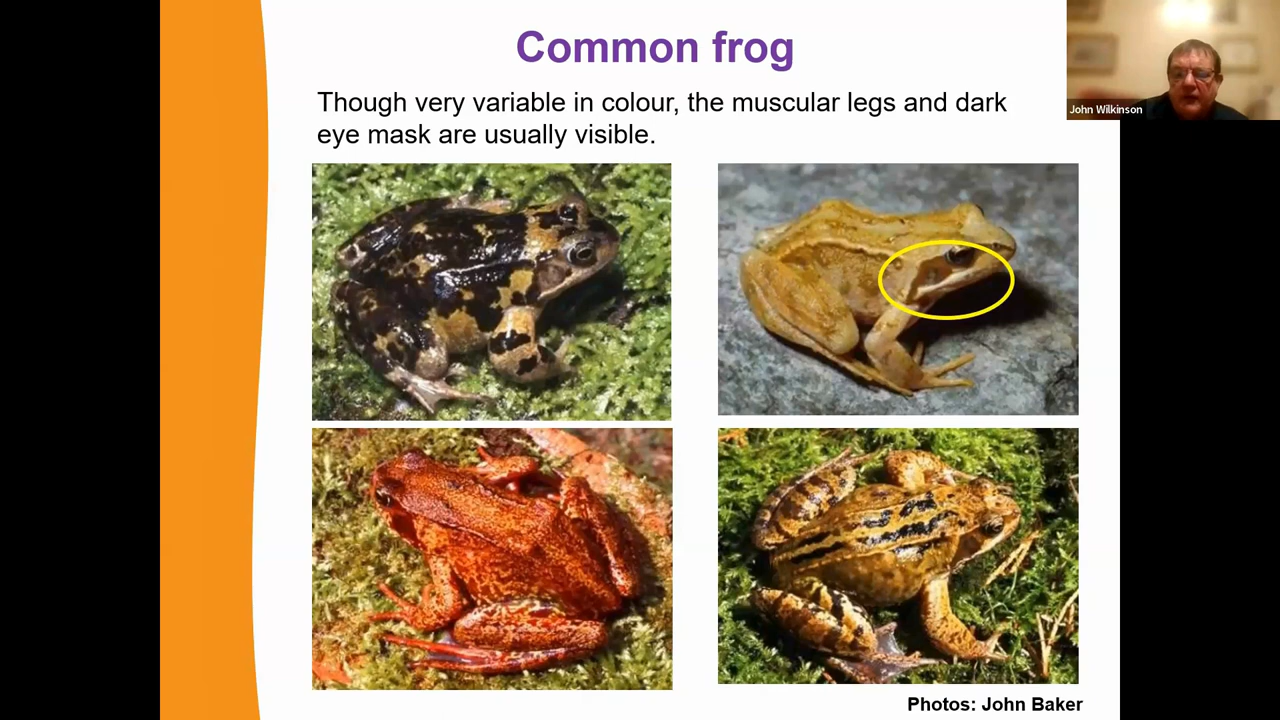 Common frog
John Wilkinson
Though very variable in colour, the muscular legs and dark
eye mask are usually visible.
Photos: John Baker